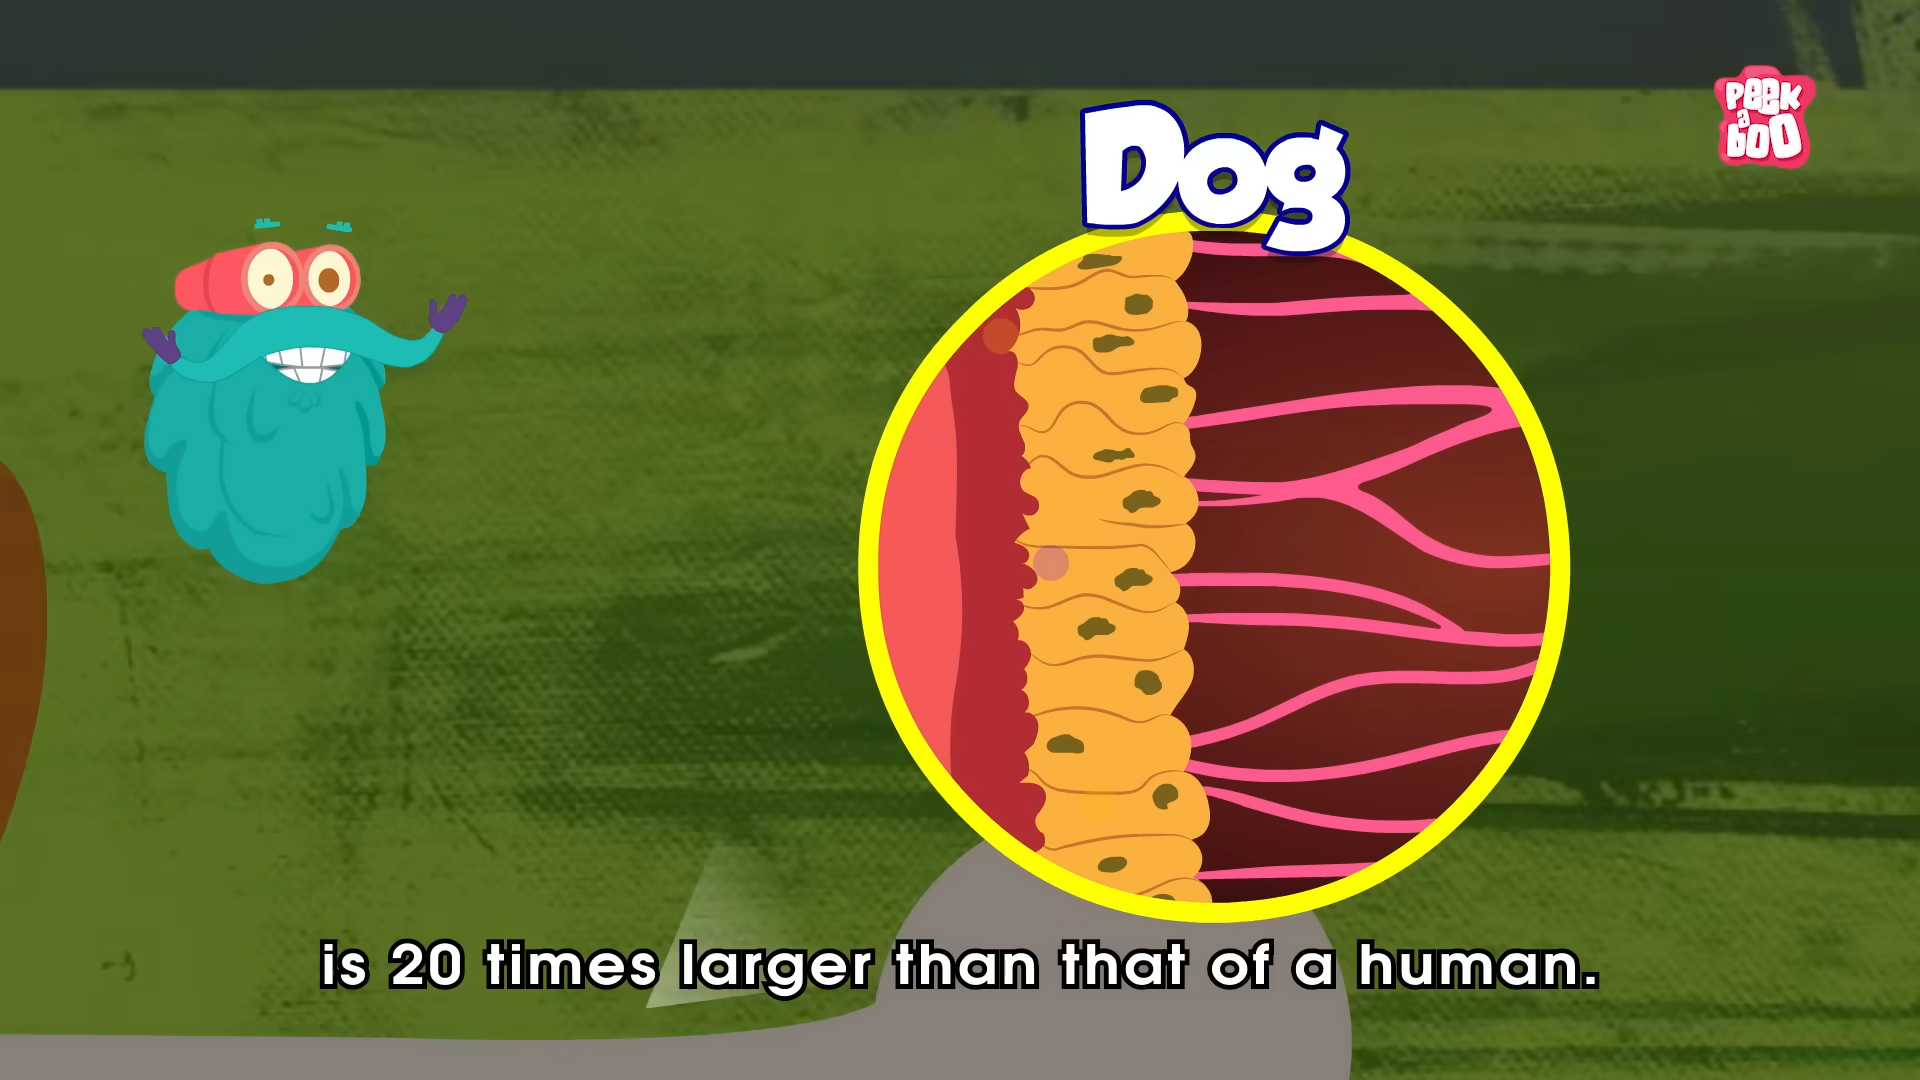 Dog
peek
a
boo
is 20 times larger than that of a human.